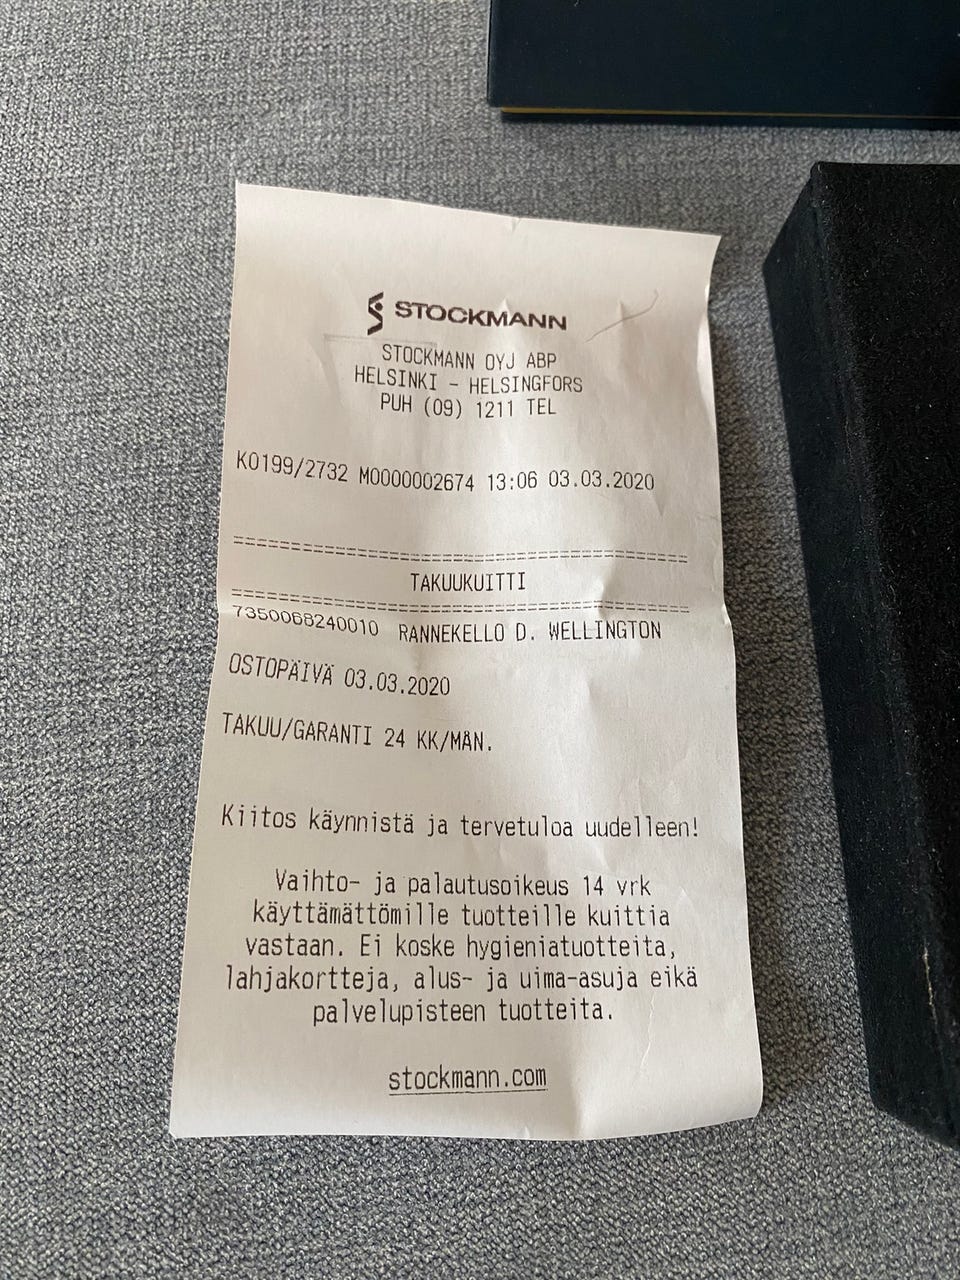 STOCKMANN
STOCKMANN OYJ ABP
HELSINKI - HELSINGFORS
PUH (09) 1211 TEL
K0199/2732 M0000002674 13:06 03.03.2020
TAKUUKUITTI
7350068240010 RANNEKELLO D. WELLINGTON
OSTOPÄIVÄ 03.03.2020
TAKUU/GARANTI 24 KK/MÅN.
Kiitos käynnistä ja tervetuloa uudelleen!
Vaihto- ja palautusoikeus 14 vrk
käyttämättömille tuotteille kuittia
vastaan. Ei koske hygieniatuotteita,
lahjakortteja, alus- ja uima-asuja eikä
palvelupisteen tuotteita.
stockmann.com